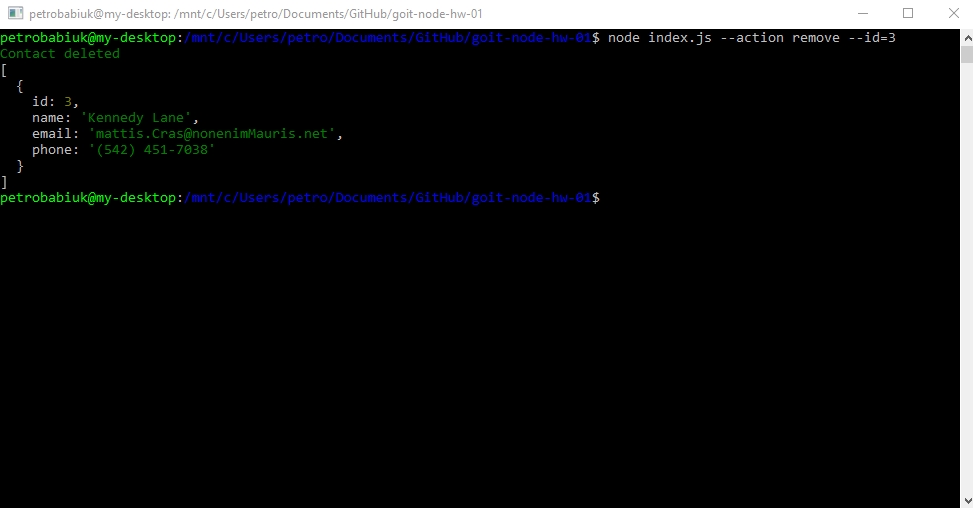 petrobabiuk@my-desktop: /mnt/c/Users/petro/Documents/GitHub/goit-node-hw-01
petrobabiuk@my-desktop:/mnt/c/Users/petro/Documents/GitHub/goit-node-hw-01$ node index.js --action remove --id=3
Contact deleted
[
  {
    id: 3,
    name: 'Kennedy Lane',
    email: 'mattis.Cras@nonenimMauris.net',
    phone: '(542) 451-7038'
  }
]
petrobabiuk@my-desktop:/mnt/c/Users/petro/Documents/GitHub/goit-node-hw-01$